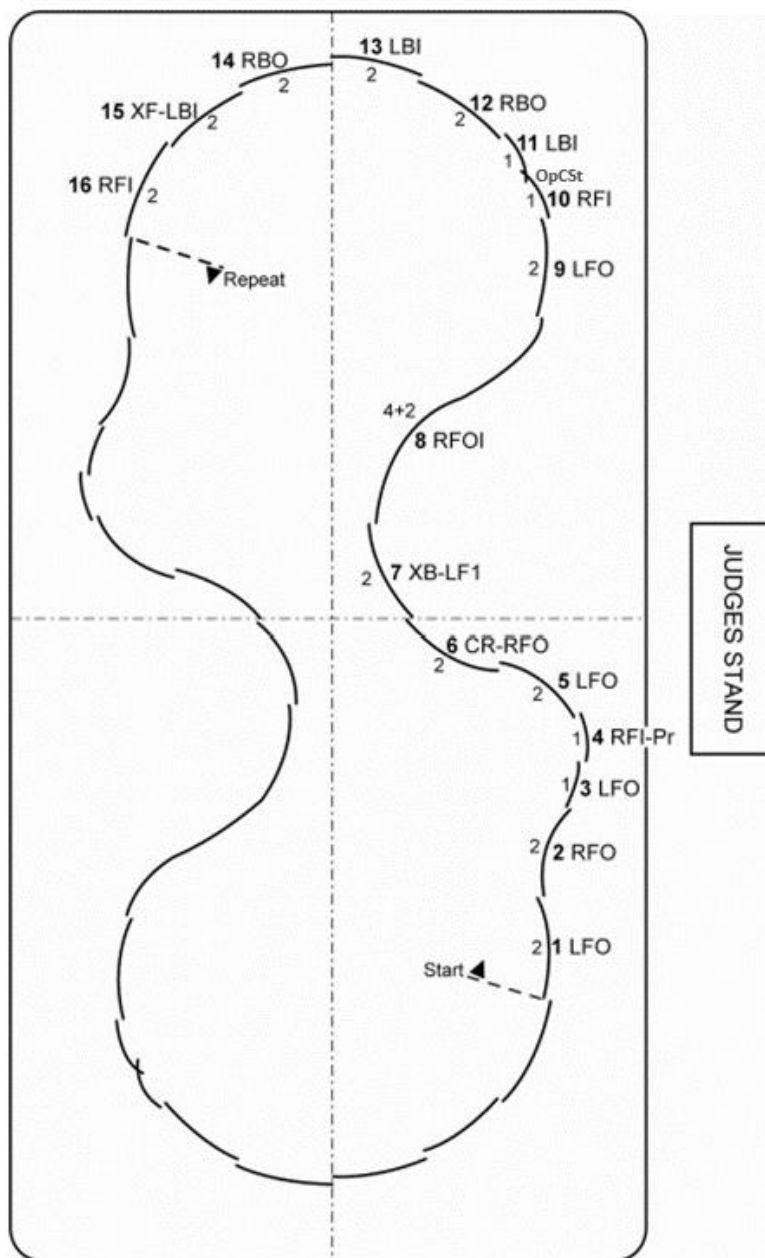 13 LBI
14 RBO
2
2
12 RBO
15 XF-LBI
2
2
11 LBI
1
OpCSt
16 RFI
2
1
10 RFI
2
9 LFO
Repeat
4+2
8 RFOI
7 XB-LF1
2
6 CR-RFO
2
5 LFO
2
1
4 RFI-Pr
1
3 LFO
2
2 RFO
2
1 LFO
Start
JUDGES STAND